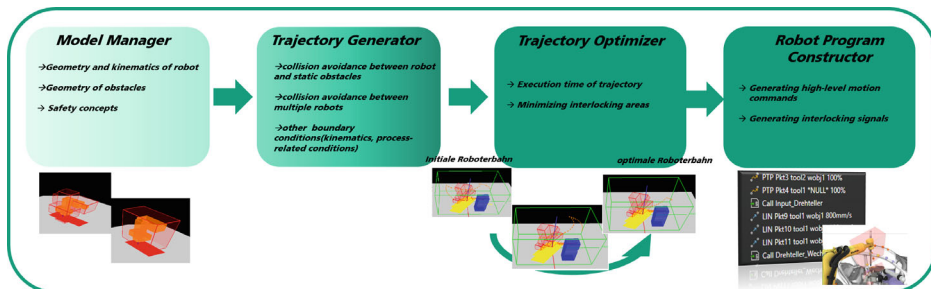 Model Manager
→Geometry and kinematics of robot
→Geometry of obstacles
→ Safety concepts
Trajectory Generator
→collision avoidance between robot
and static obstacles
→collision avoidance between
multiple robots
→other boundary
conditions(kinematics, process-
related conditions)
Trajectory Optimizer
→ Execution time of trajectory
→ Minimizing interlocking areas
Robot Program
Constructor
→ Generating high-level motion
commands
→ Generating interlocking signals
Initiale Roboterbahn
optimale Roboterbahn
PTP Pkt3 tool2 wobj1 100%
PTP Pkt4 tool1 *NULL* 100%
Call Input_Drehteller
LIN Pkt9 tool1 wobj1 800mm/s
LIN Pkt10 tool1 wob
LIN Pkt11 tool1 wob
Call Drehteller_Wech